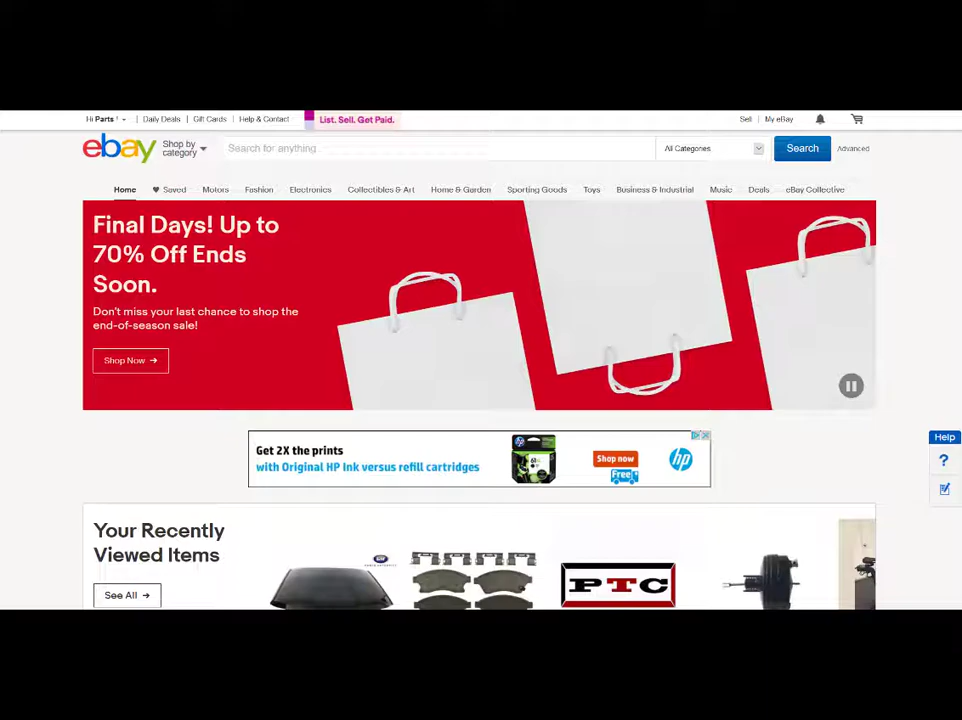 Hi Parts !
Daily Deals
Gift Cards
Help & Contact
List. Sell. Get Paid.
Sell
My eBay
ebay
Shop by
category
Search for anything
All Categories
Search
Advanced
Home
Saved
Motors
Fashion
Electronics
Collectibles & Art
Home & Garden
Sporting Goods
Toys
Business & Industrial
Music
Deals
eBay Collective
Final Days! Up to
70% Off Ends
Soon.
Don't miss your last chance to shop the
end-of-season sale!
Shop Now
Get 2X the prints
with Original HP Ink versus refill cartridges
Shop now
Free
hp
Help
?
Your Recently
Viewed Items
See All
GM
PTC